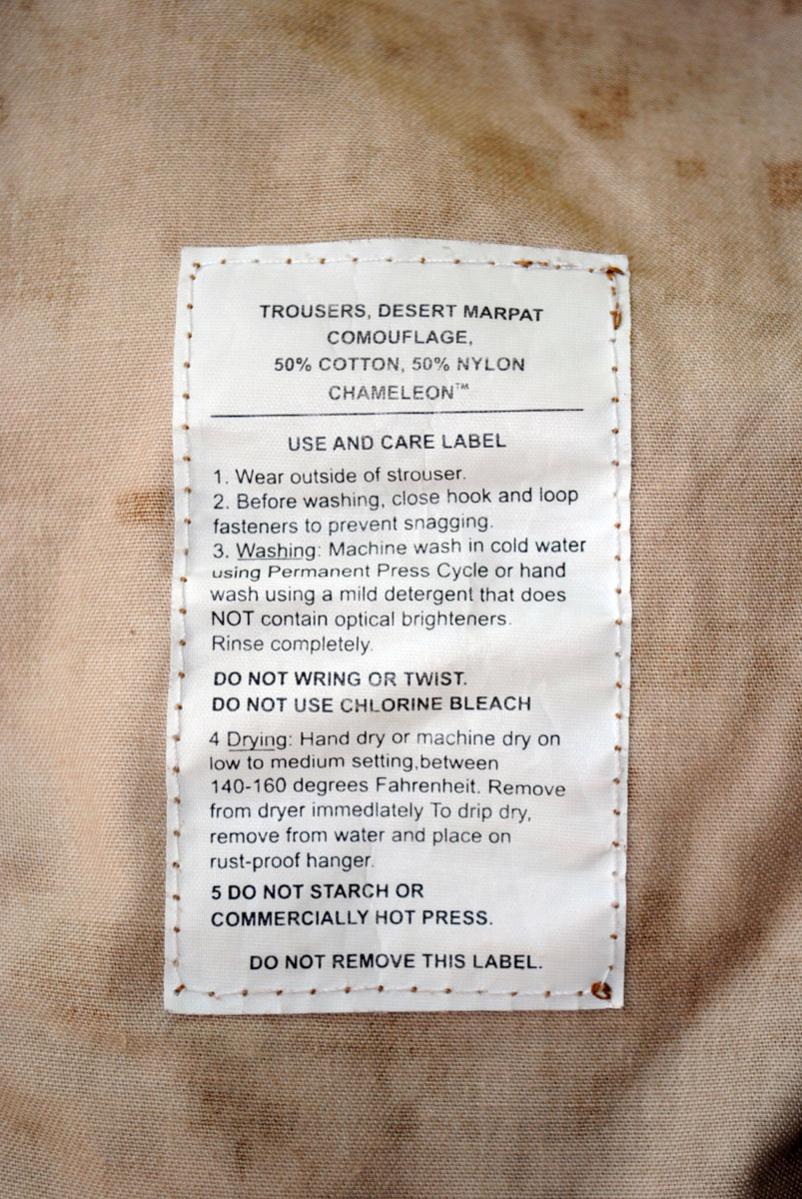 TROUSERS, DESERT MARPAT
COMOUFLAGE,
50% COTTON, 50% NYLON
CHAMELEON™
USE AND CARE LABEL
1. Wear outside of strouser.
2. Before washing, close hook and loop
fasteners to prevent snagging.
3. Washing: Machine wash in cold water
using Permanent Press Cycle or hand
wash using a mild detergent that does
NOT contain optical brighteners.
Rinse completely.
DO NOT WRING OR TWIST.
DO NOT USE CHLORINE BLEACH
4 Drying: Hand dry or machine dry on
low to medium setting,between
140-160 degrees Fahrenheit. Remove
from dryer immedlately To drip dry,
remove from water and place on
rust-proof hanger.
5 DO NOT STARCH OR
COMMERCIALLY HOT PRESS.
DO NOT REMOVE THIS LABEL.